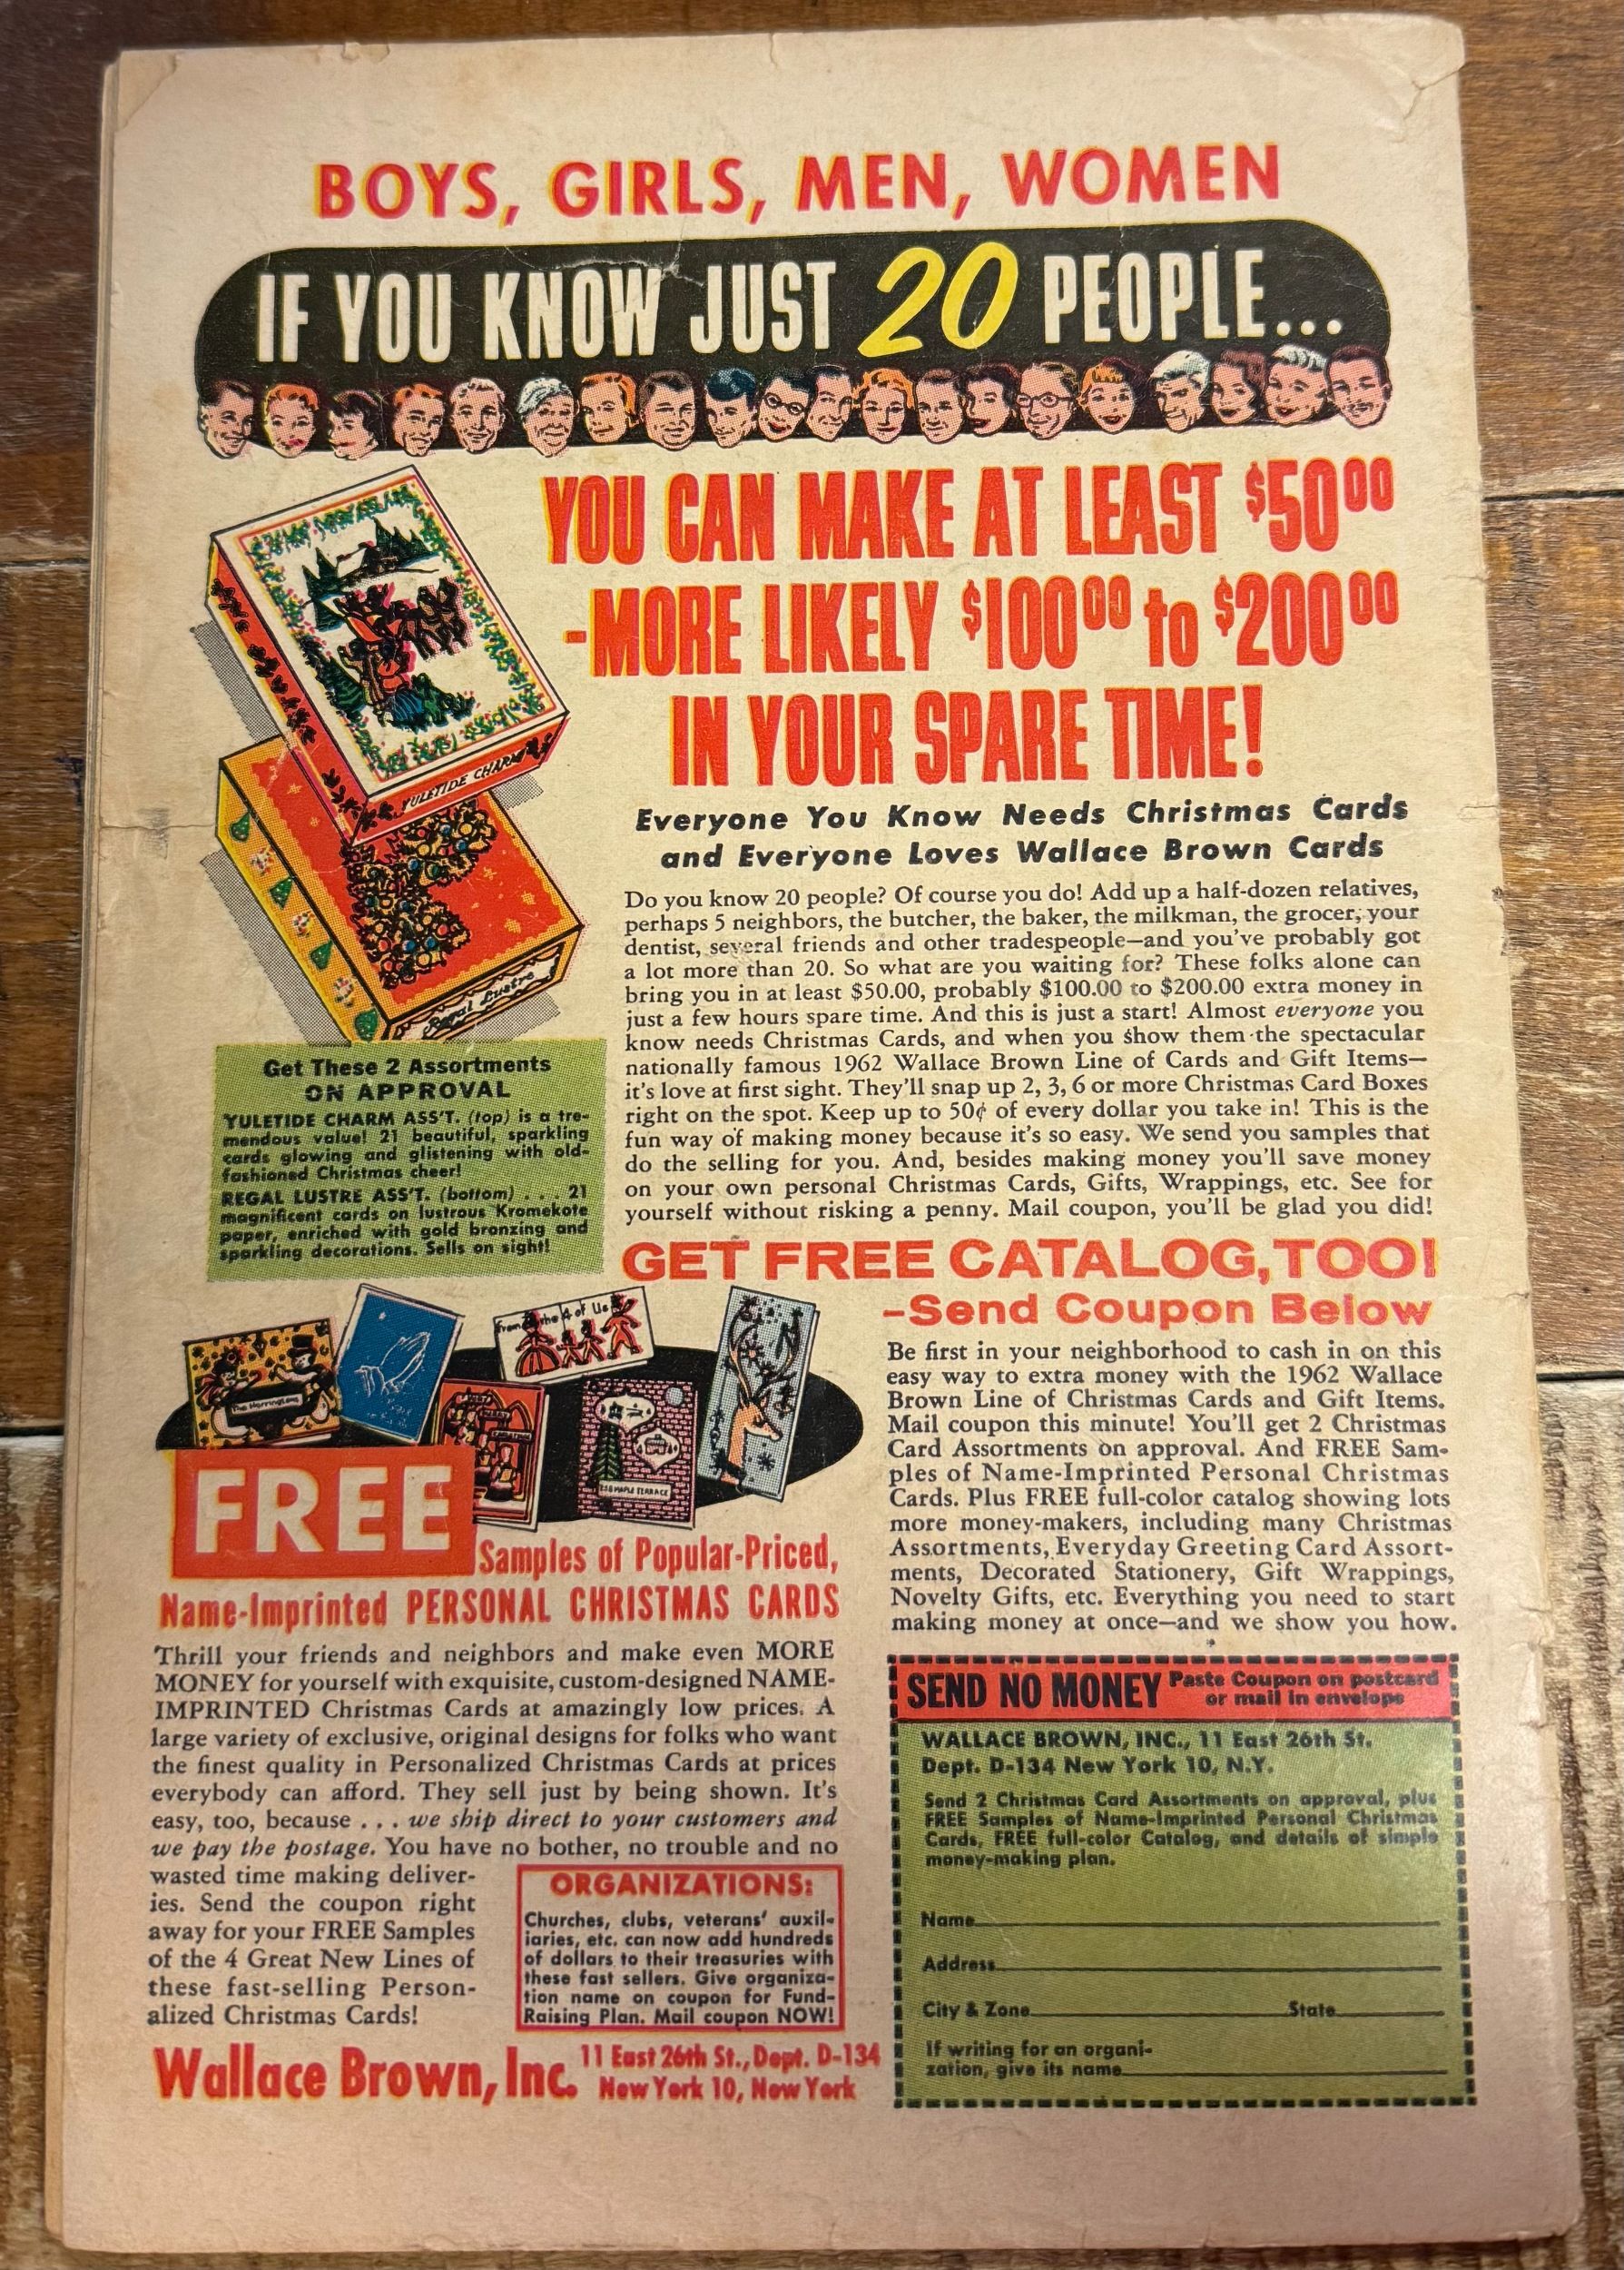 BOYS, GIRLS, MEN, WOMEN
IF YOU KNOW JUST 20 PEOPLE...
YOU CAN MAKE AT LEAST $50.00
-MORE LIKELY $100.00 to $200.00
IN YOUR SPARE TIME!
YULETIDE CHARM
Regal Lustre
Everyone You Know Needs Christmas Cards
and Everyone Loves Wallace Brown Cards
Do you know 20 people? Of course you do! Add up a half-dozen relatives,
perhaps 5 neighbors, the butcher, the baker, the milkman, the grocer, your
dentist, several friends and other tradespeople—and you've probably got
a lot more than 20. So what are you waiting for? These folks alone can
bring you in at least $50.00, probably $100.00 to $200.00 extra money in
just a few hours spare time. And this is just a start! Almost everyone you
know needs Christmas Cards, and when you show them the spectacular
nationally famous 1962 Wallace Brown Line of Cards and Gift Items—
it's love at first sight. They'll snap up 2, 3, 6 or more Christmas Card Boxes
right on the spot. Keep up to 50¢ of every dollar you take in! This is the
fun way of making money because it's so easy. We send you samples that
do the selling for you. And, besides making money you'll save money
on your own personal Christmas Cards, Gifts, Wrappings, etc. See for
yourself without risking a penny. Mail coupon, you'll be glad you did!
Get These 2 Assortments
ON APPROVAL
YULETIDE CHARM ASS'T. (top) is a tre-
mendous value! 21 beautiful, sparkling
cards glowing and glistening with old-
fashioned Christmas cheer!
REGAL LUSTRE ASS'T. (bottom) . . . 21
magnificent cards on lustrous Kromekote
paper, enriched with gold bronzing and
sparkling decorations. Sells on sight!
GET FREE CATALOG, TOO!
–Send Coupon Below
Be first in your neighborhood to cash in on this
easy way to extra money with the 1962 Wallace
Brown Line of Christmas Cards and Gift Items.
Mail coupon this minute! You'll get 2 Christmas
Card Assortments on approval. And FREE Sam-
ples of Name-Imprinted Personal Christmas
Cards. Plus FREE full-color catalog showing lots
more money-makers, including many Christmas
Assortments, Everyday Greeting Card Assort-
ments, Decorated Stationery, Gift Wrappings,
Novelty Gifts, etc. Everything you need to start
making money at once—and we show you how.
The Harringtons
From the 4 of Us
258 MAPLE TERRACE
FREE
Samples of Popular-Priced,
Name-Imprinted PERSONAL CHRISTMAS CARDS
Thrill your friends and neighbors and make even MORE
MONEY for yourself with exquisite, custom-designed NAME-
IMPRINTED Christmas Cards at amazingly low prices. A
large variety of exclusive, original designs for folks who want
the finest quality in Personalized Christmas Cards at prices
everybody can afford. They sell just by being shown. It's
easy, too, because . . . we ship direct to your customers and
we pay the postage. You have no bother, no trouble and no
wasted time making deliver-
ies. Send the coupon right
away for your FREE Samples
of the 4 Great New Lines of
these fast-selling Person-
alized Christmas Cards!
ORGANIZATIONS:
Churches, clubs, veterans' auxil-
iaries, etc. can now add hundreds
of dollars to their treasuries with
these fast sellers. Give organiza-
tion name on coupon for Fund-
Raising Plan. Mail coupon NOW!
Wallace Brown, Inc. 11 East 26th St., Dept. D-134
New York 10, New York
SEND NO MONEY Paste Coupon on postcard
or mail in envelope
WALLACE BROWN, INC., 11 East 26th St.
Dept. D-134 New York 10, N.Y.
Send 2 Christmas Card Assortments on approval, plus
FREE Samples of Name-Imprinted Personal Christmas
Cards, FREE full-color Catalog, and details of simple
money-making plan.
Name
Address
City & Zone State
If writing for an organi-
zation, give its name